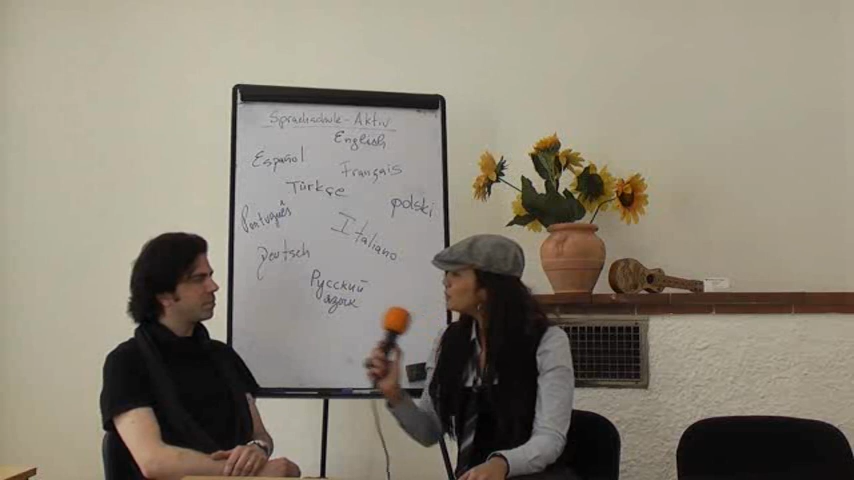 Sprachschule-Aktiv
English
Español
Français
Türkçe
polski
Português
Italiano
Deutsch
Русский
язык